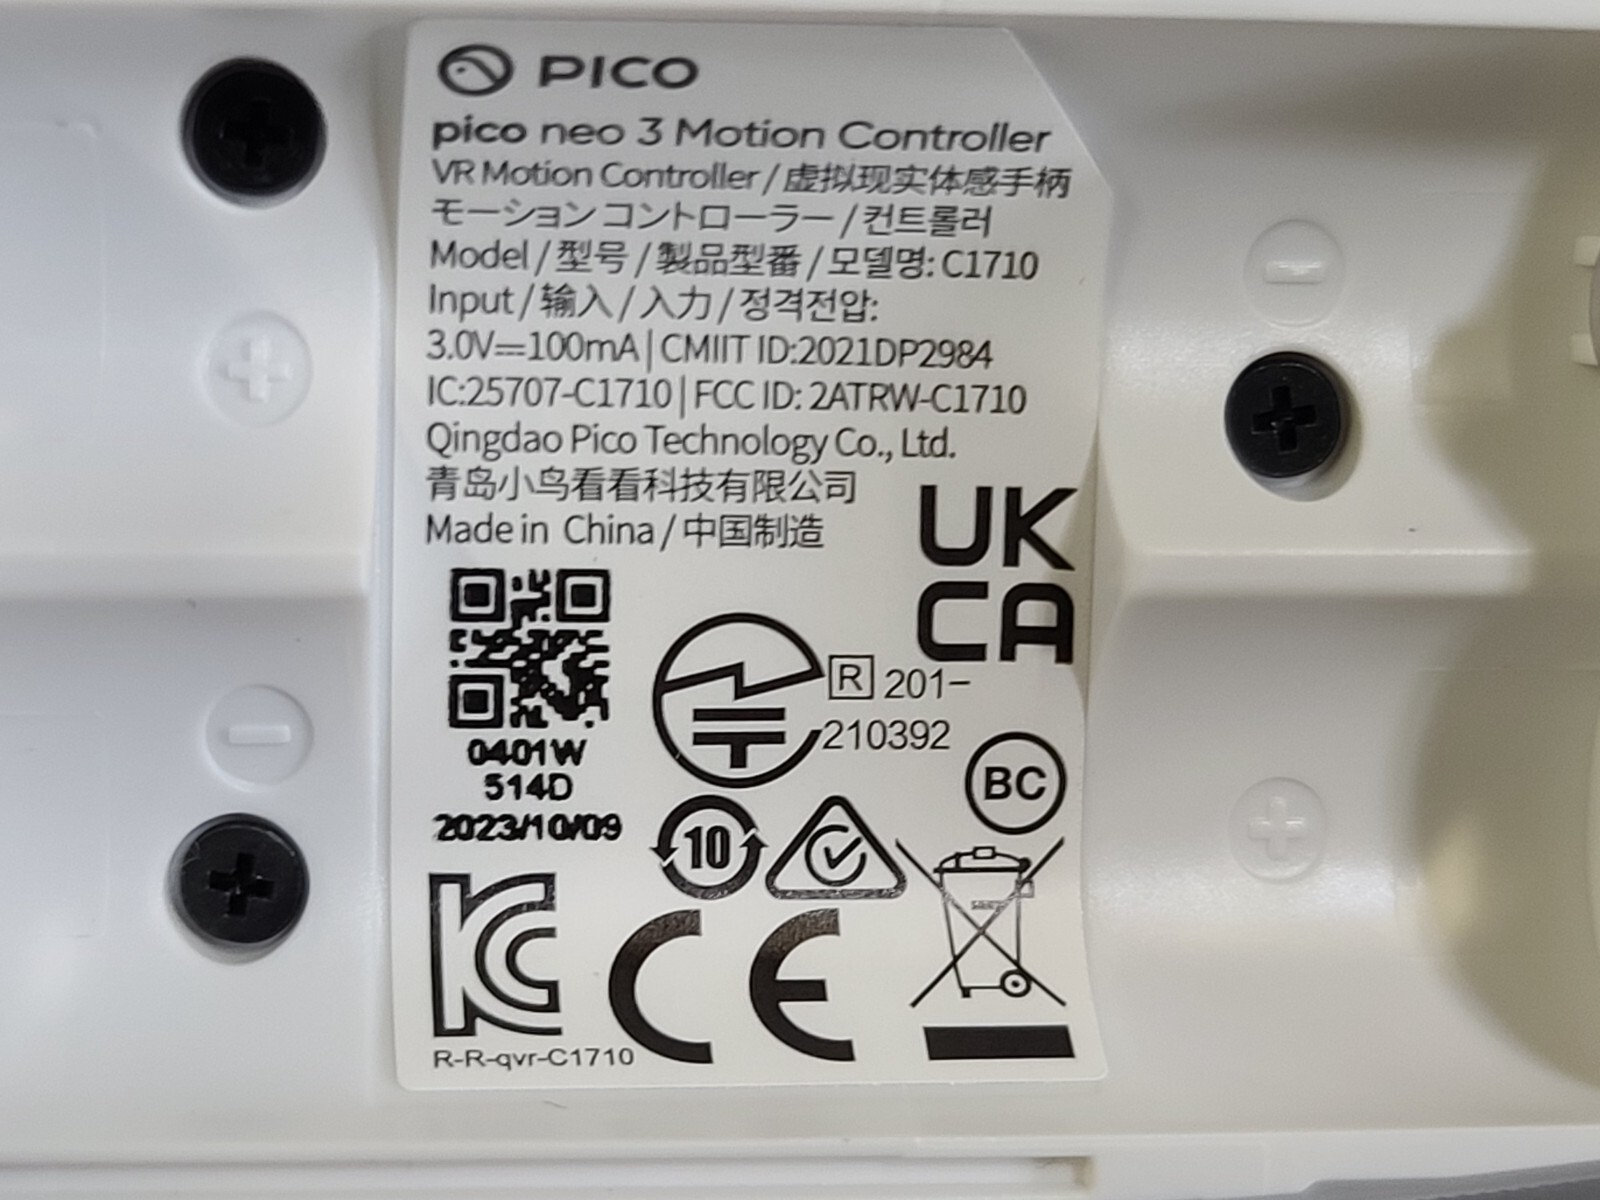 PICO
pico neo 3 Motion Controller
VR Motion Controller / 虚拟现实体感手柄
モーションコントローラー / 컨트롤러
Model / 型号 / 製品型番 / 모델명: C1710
Input / 输入 / 入力 / 정격전압:
3.0V⎓100mA | CMIIT ID:2021DP2984
IC:25707-C1710 | FCC ID: 2ATRW-C1710
Qingdao Pico Technology Co., Ltd.
青岛小鸟看看科技有限公司
Made in China / 中国制造
UK
CA
R 201-
210392
0401W
514D
2023/10/09
BC
10
CE
R-R-qvr-C1710